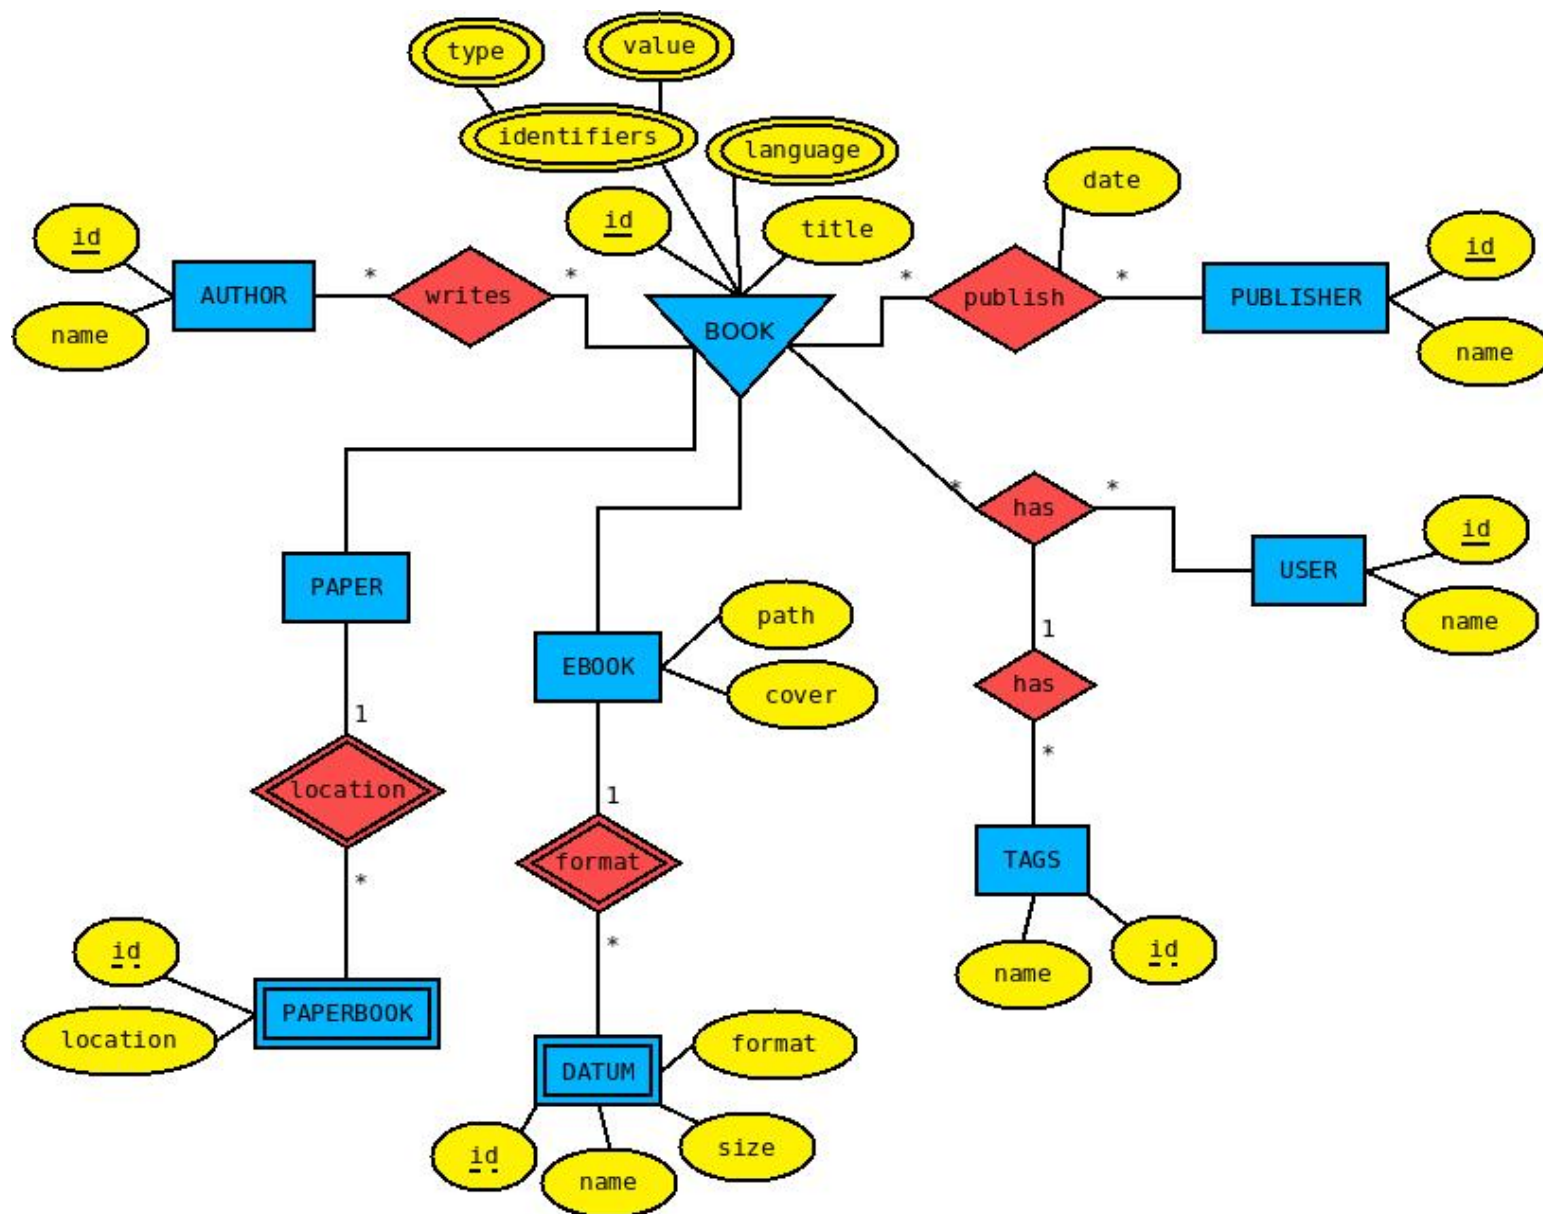 type
value
identifiers
language
date
id
id
title
id
AUTHOR
*
writes
*
BOOK
*
publish
*
PUBLISHER
name
name
*
has
*
id
PAPER
USER
path
name
1
EBOOK
has
cover
1
*
location
1
format
TAGS
*
*
id
id
name
PAPERBOOK
location
format
DATUM
id
name
size